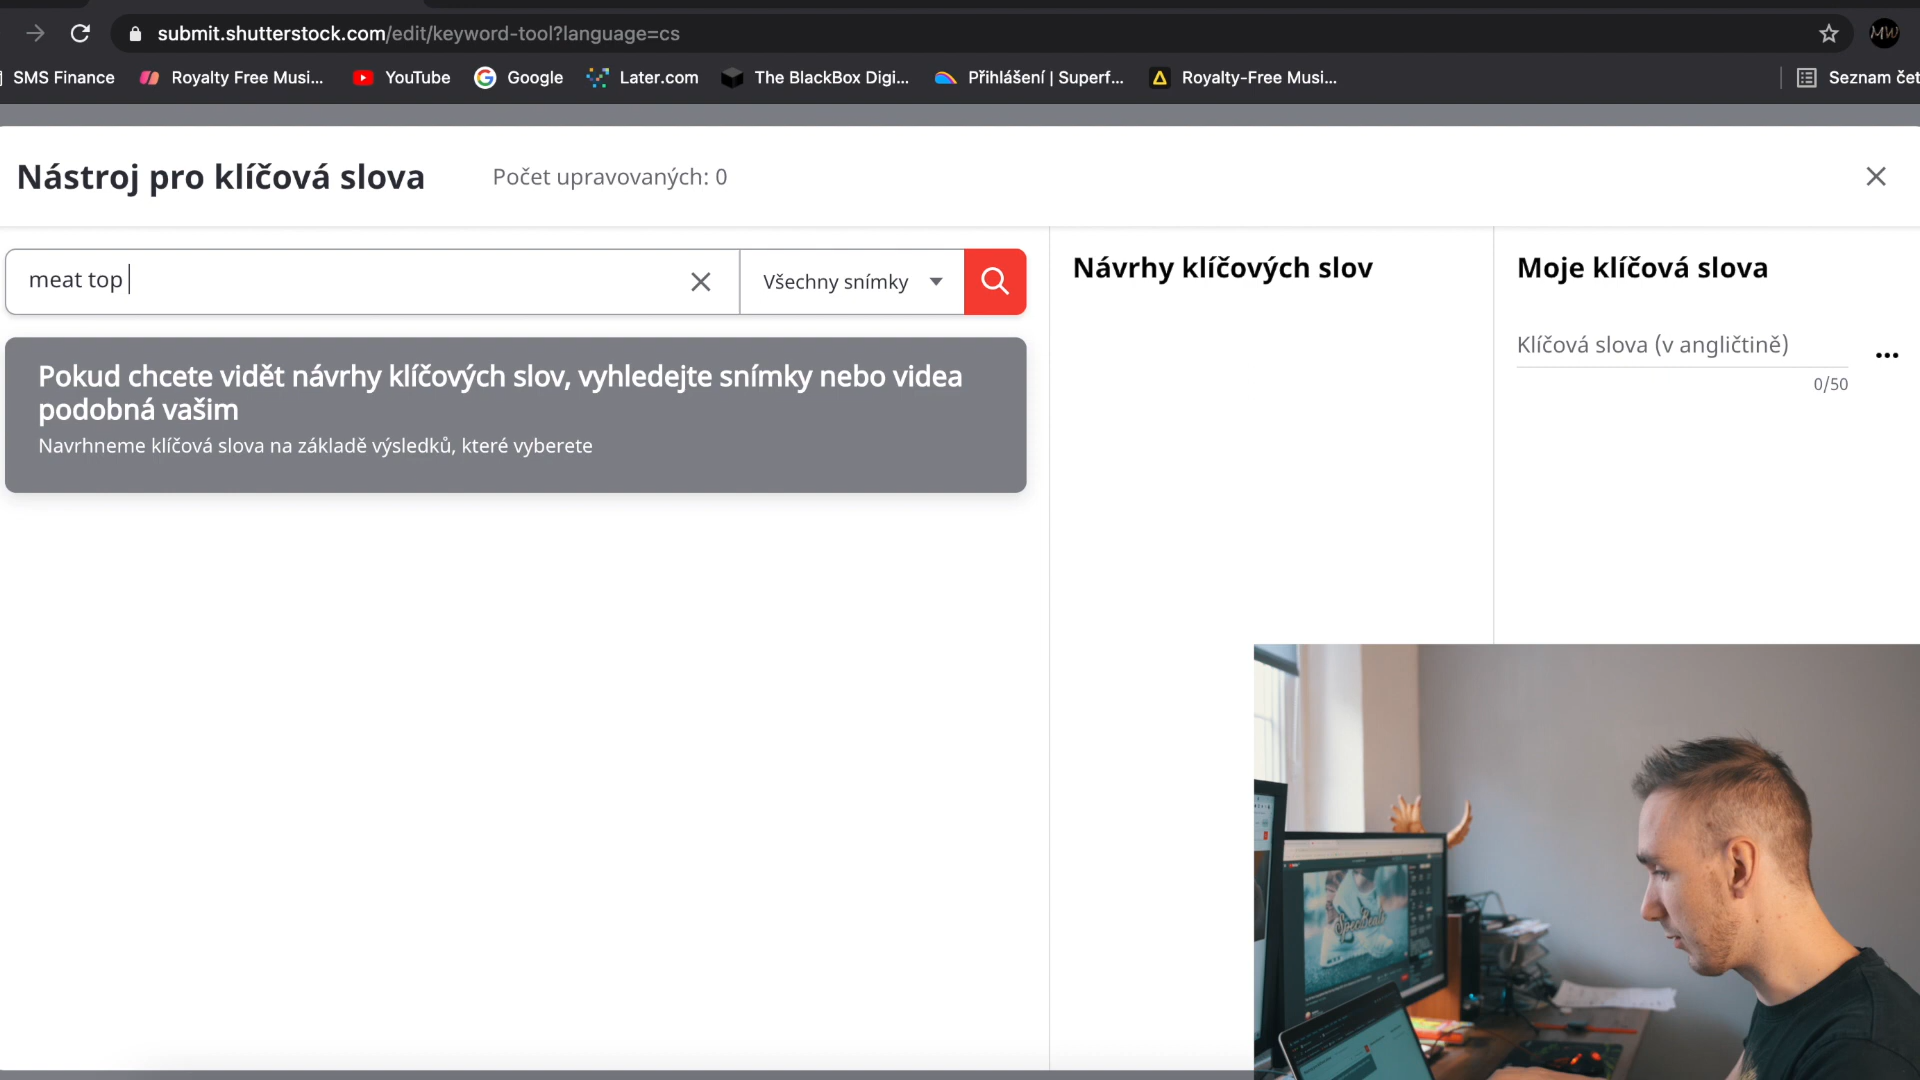 submit.shutterstock.com/edit/keyword-tool?language=cs
MW
SMS Finance
Royalty Free Musi...
YouTube
Google
Later.com
The BlackBox Digi...
Přihlášení | Superf...
Royalty-Free Musi...
Seznam čet
Nástroj pro klíčová slova
Počet upravovaných: 0
meat top
Všechny snímky
Návrhy klíčových slov
Moje klíčová slova
Klíčová slova (v angličtině)
0/50
Pokud chcete vidět návrhy klíčových slov, vyhledejte snímky nebo videa
podobná vašim
Navrhneme klíčová slova na základě výsledků, které vyberete